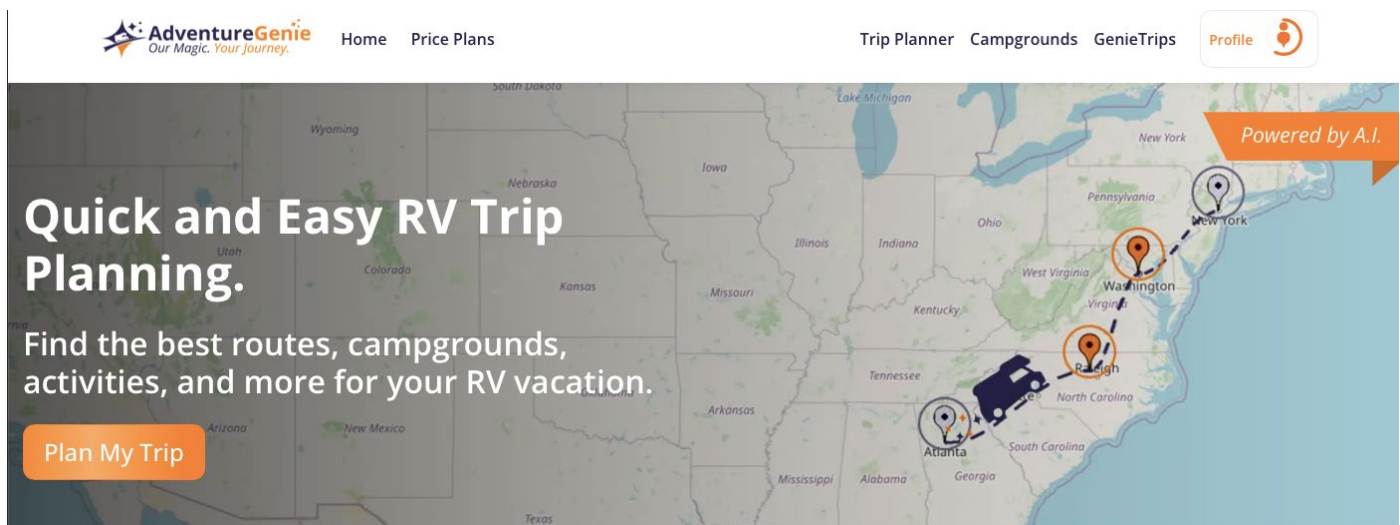 AdventureGenie
Our Magic. Your Journey.
Home
Price Plans
Trip Planner
Campgrounds
GenieTrips
Profile
Powered by A.I.
Quick and Easy RV Trip
Planning.
Find the best routes, campgrounds,
activities, and more for your RV vacation.
Plan My Trip
South Dakota
Lake Michigan
Wyoming
New York
Iowa
Nebraska
Pennsylvania
New York
Ohio
Utah
Illinois
Indiana
Colorado
West Virginia
Washington
Kansas
Missouri
Virginia
Kentucky
Raleigh
Tennessee
North Carolina
Oklahoma
Arkansas
Arizona
New Mexico
Atlanta
South Carolina
Mississippi
Alabama
Georgia
Texas